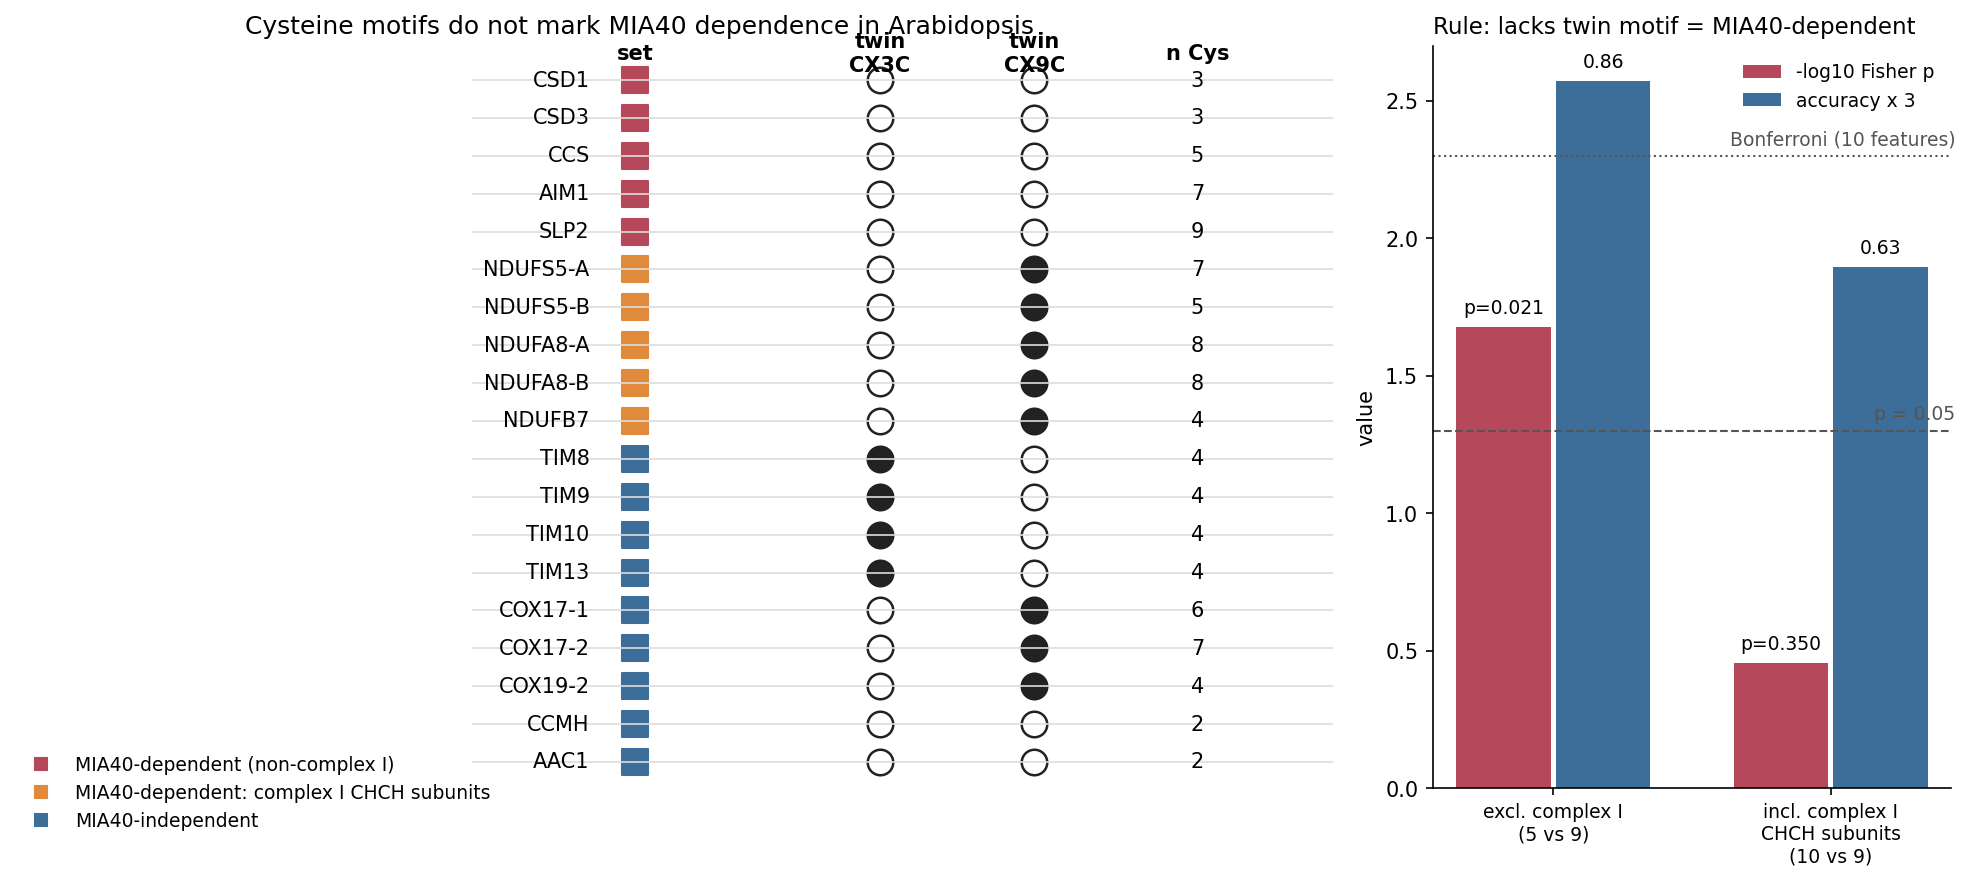 Cysteine motifs do not mark MIA40 dependence in Arabidopsis
set
twin
CX3C
twin
CX9C
n Cys
CSD1 3
CSD3 3
CCS 5
AIM1 7
SLP2 9
NDUFS5-A 7
NDUFS5-B 5
NDUFA8-A 8
NDUFA8-B 8
NDUFB7 4
TIM8 4
TIM9 4
TIM10 4
TIM13 4
COX17-1 6
COX17-2 7
COX19-2 4
CCMH 2
AAC1 2
MIA40-dependent (non-complex I)
MIA40-dependent: complex I CHCH subunits
MIA40-independent
Rule: lacks twin motif = MIA40-dependent
-log10 Fisher p
accuracy x 3
Bonferroni (10 features)
p = 0.05
0.86
0.63
p=0.021
p=0.350
value
2.5
2.0
1.5
1.0
0.5
0.0
excl. complex I
(5 vs 9)
incl. complex I
CHCH subunits
(10 vs 9)